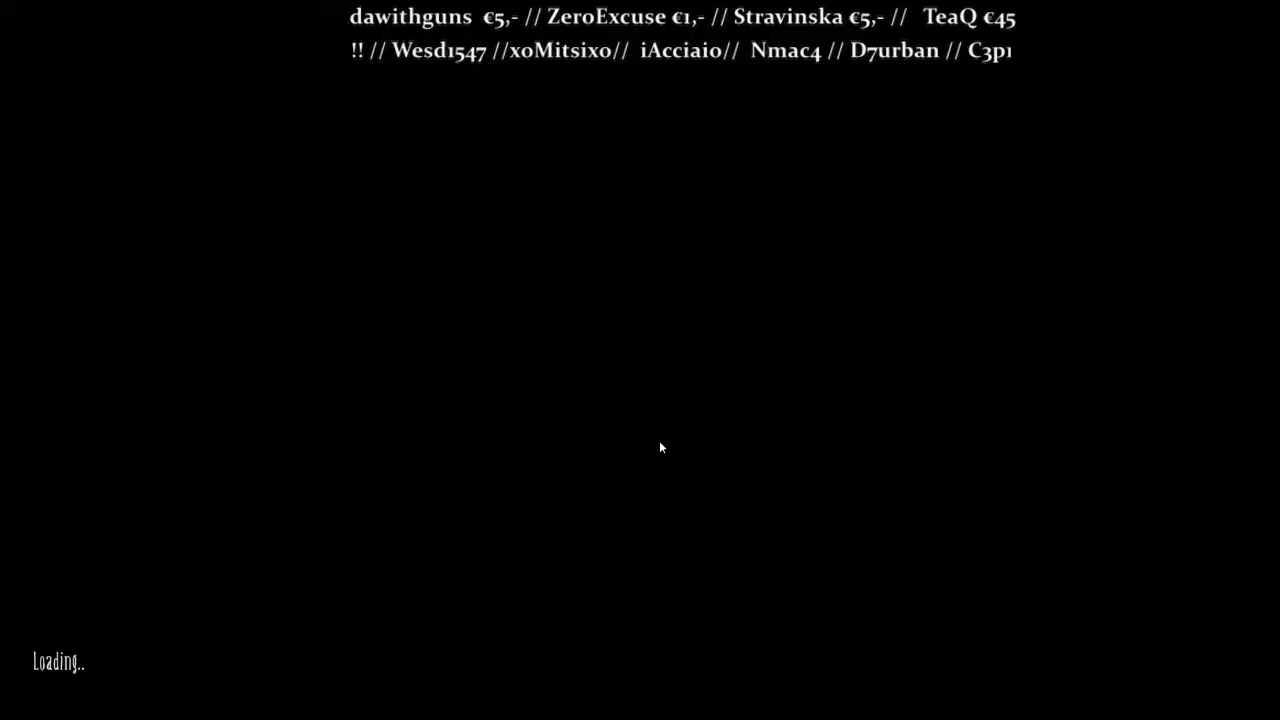 dawithguns €5,- // ZeroExcuse €1,- // Stravinska €5,- // TeaQ €45
!! // Wesd1547 //xoMitsixo// iAcciaio// Nmac4 // D7urban // C3p1
Loading..